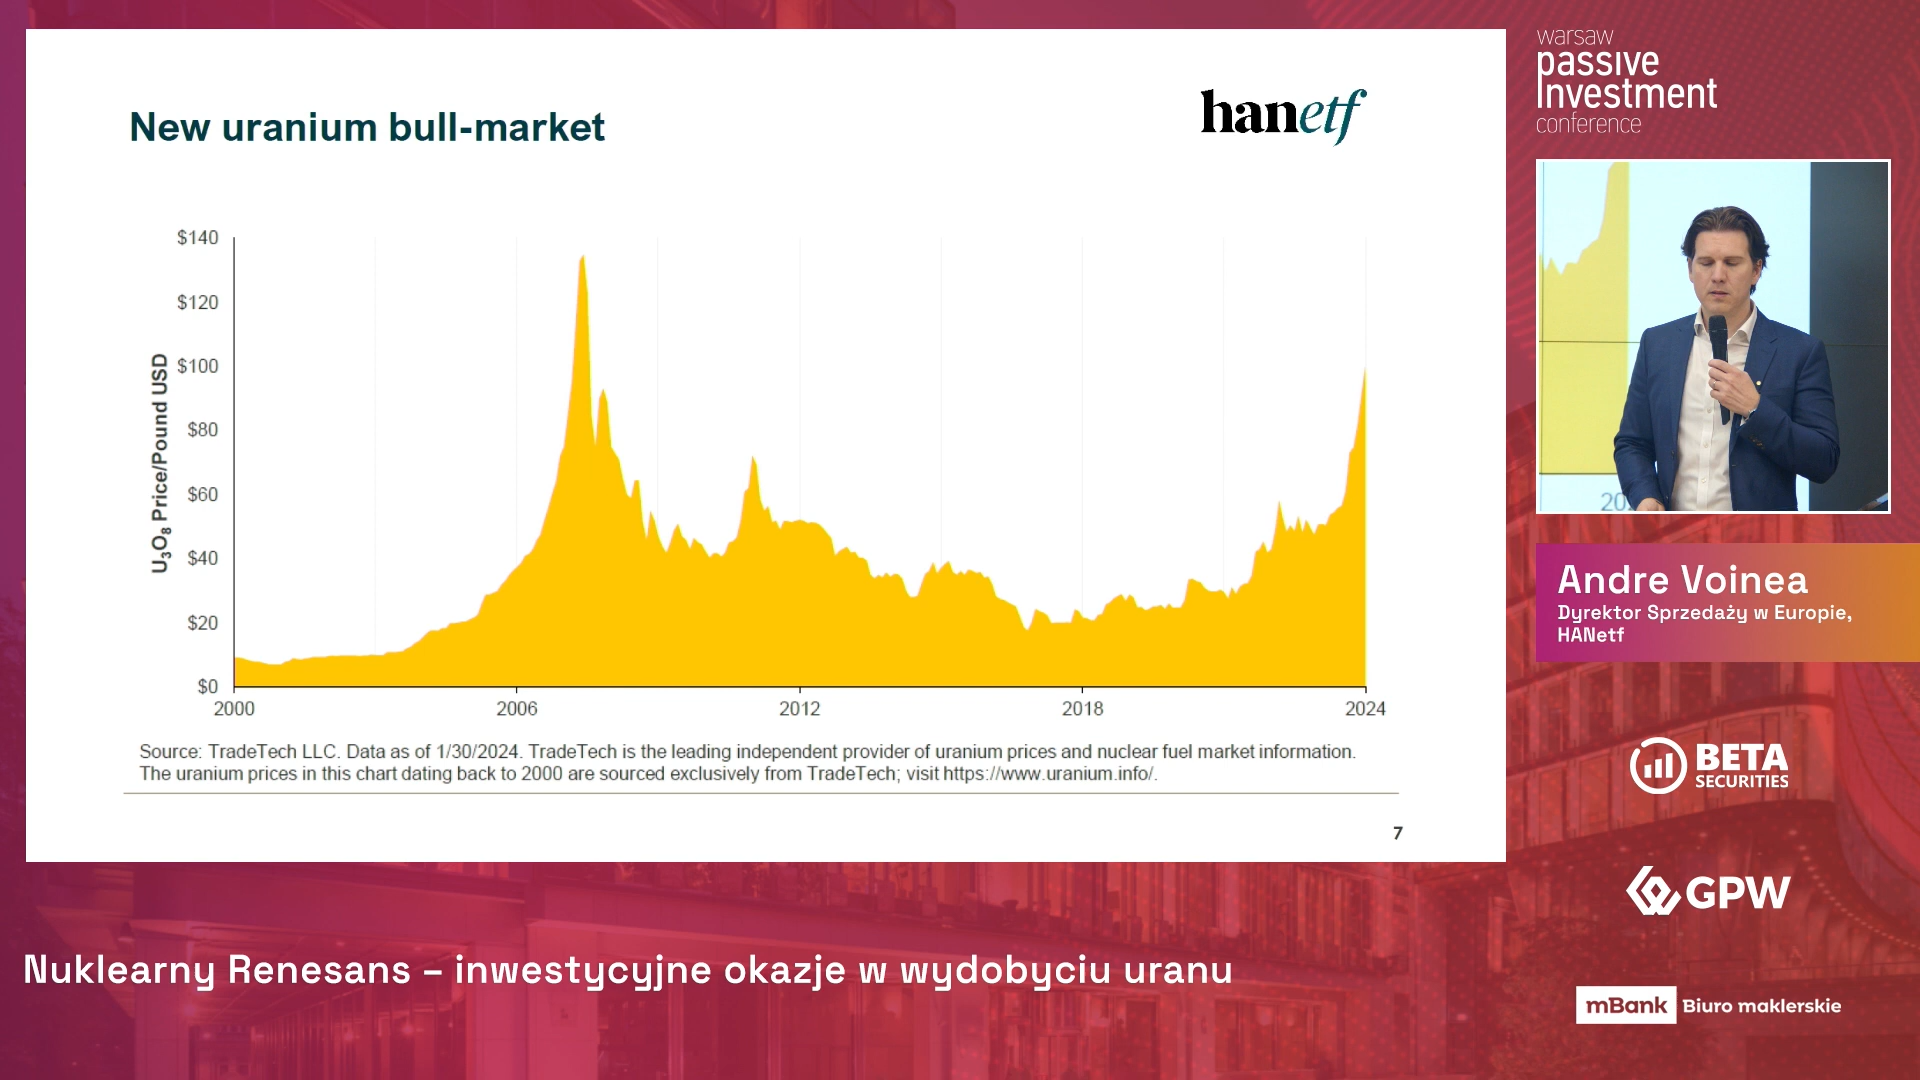 New uranium bull-market
hanetf
U3O8 Price/Pound USD
$140
$120
$100
$80
$60
$40
$20
$0
2000 2006 2012 2018 2024
Source: TradeTech LLC. Data as of 1/30/2024. TradeTech is the leading independent provider of uranium prices and nuclear fuel market information.
The uranium prices in this chart dating back to 2000 are sourced exclusively from TradeTech; visit https://www.uranium.info/.
7
warsaw
passive
Investment
conference
Andre Voinea
Dyrektor Sprzedaży w Europie,
HANetf
BETA
SECURITIES
GPW
mBank Biuro maklerskie
Nuklearny Renesans – inwestycyjne okazje w wydobyciu uranu